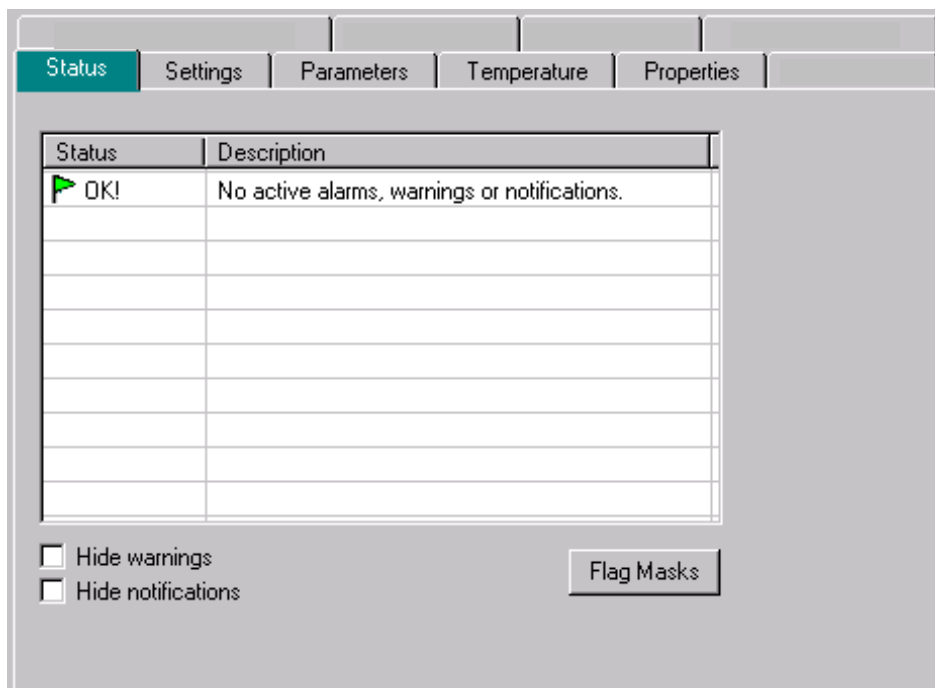 Status Settings Parameters Temperature Properties
Status Description
OK! No active alarms, warnings or notifications.
Hide warnings
Flag Masks
Hide notifications